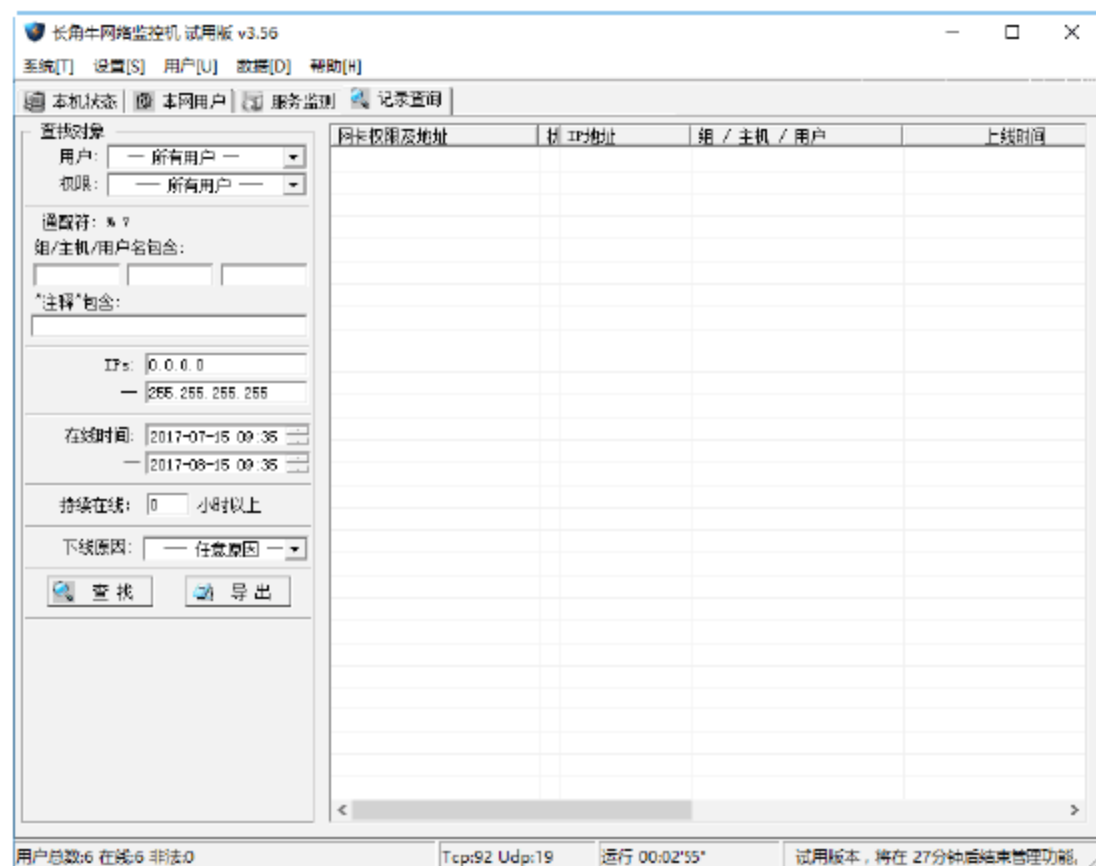 长角牛网络监控机 试用版 v3.56
系统[T] 设置[S] 用户[U] 数据[D] 帮助[H]
本机状态 本网用户 服务监测 记录查询
查找对象
用户: — 所有用户 —
权限: — 所有用户 —
通配符: % ?
组/主机/用户名包含:
"注释"包含:
IPs: 0.0.0.0
— 255.255.255.255
在线时间: 2017-07-15 09:35
— 2017-08-15 09:35
持续在线: 0 小时以上
下线原因: — 任意原因 —
查找 导出
网卡权限及地址 IP地址 组 / 主机 / 用户 上线时间
用户总数:6 在线:6 非法:0 Tcp:92 Udp:19 运行 00:02'55" 试用版本，将在 27分钟后结束管理功能.